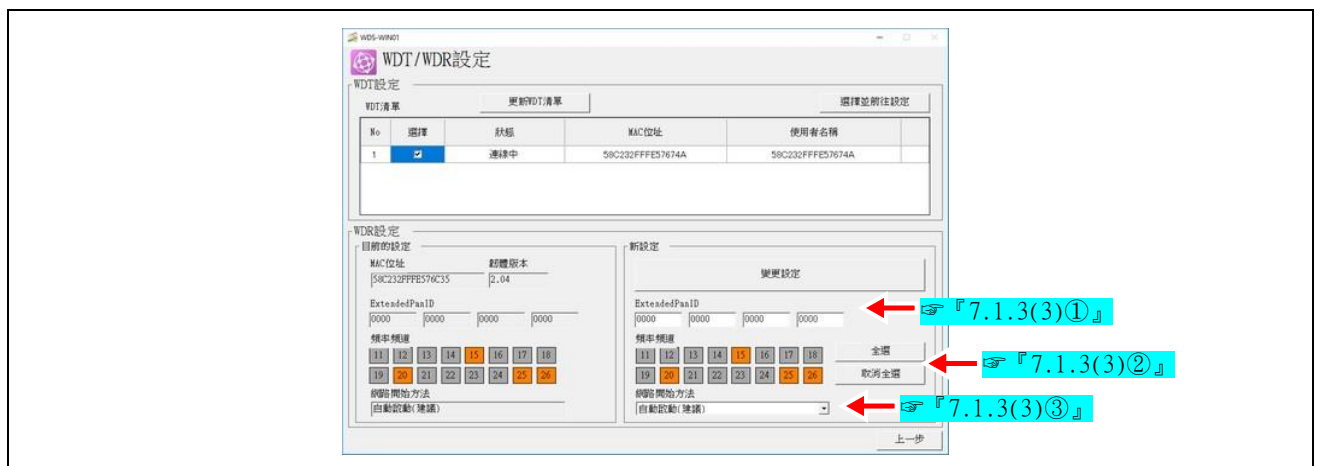 WDS-WIN01
WDT/WDR設定
WDT設定
WDT清單 更新WDT清單 選擇並前往設定
No 選擇 狀態 MAC位址 使用者名稱
1 連線中 58C232FFFE57674A 58C232FFFE57674A
WDR設定
目前的設定
MAC位址 韌體版本
58C232FFFE576C35 2.04
ExtendedPanID
0000 0000 0000 0000
頻率頻道
11 12 13 14 15 16 17 18
19 20 21 22 23 24 25 26
網路開始方法
自動啟動(建議)
新設定
變更設定
ExtendedPanID
0000 0000 0000 0000
☞『7.1.3(3)①』
頻率頻道
11 12 13 14 15 16 17 18 全選
19 20 21 22 23 24 25 26 取消全選
☞『7.1.3(3)②』
網路開始方法
自動啟動(建議)
☞『7.1.3(3)③』
上一步